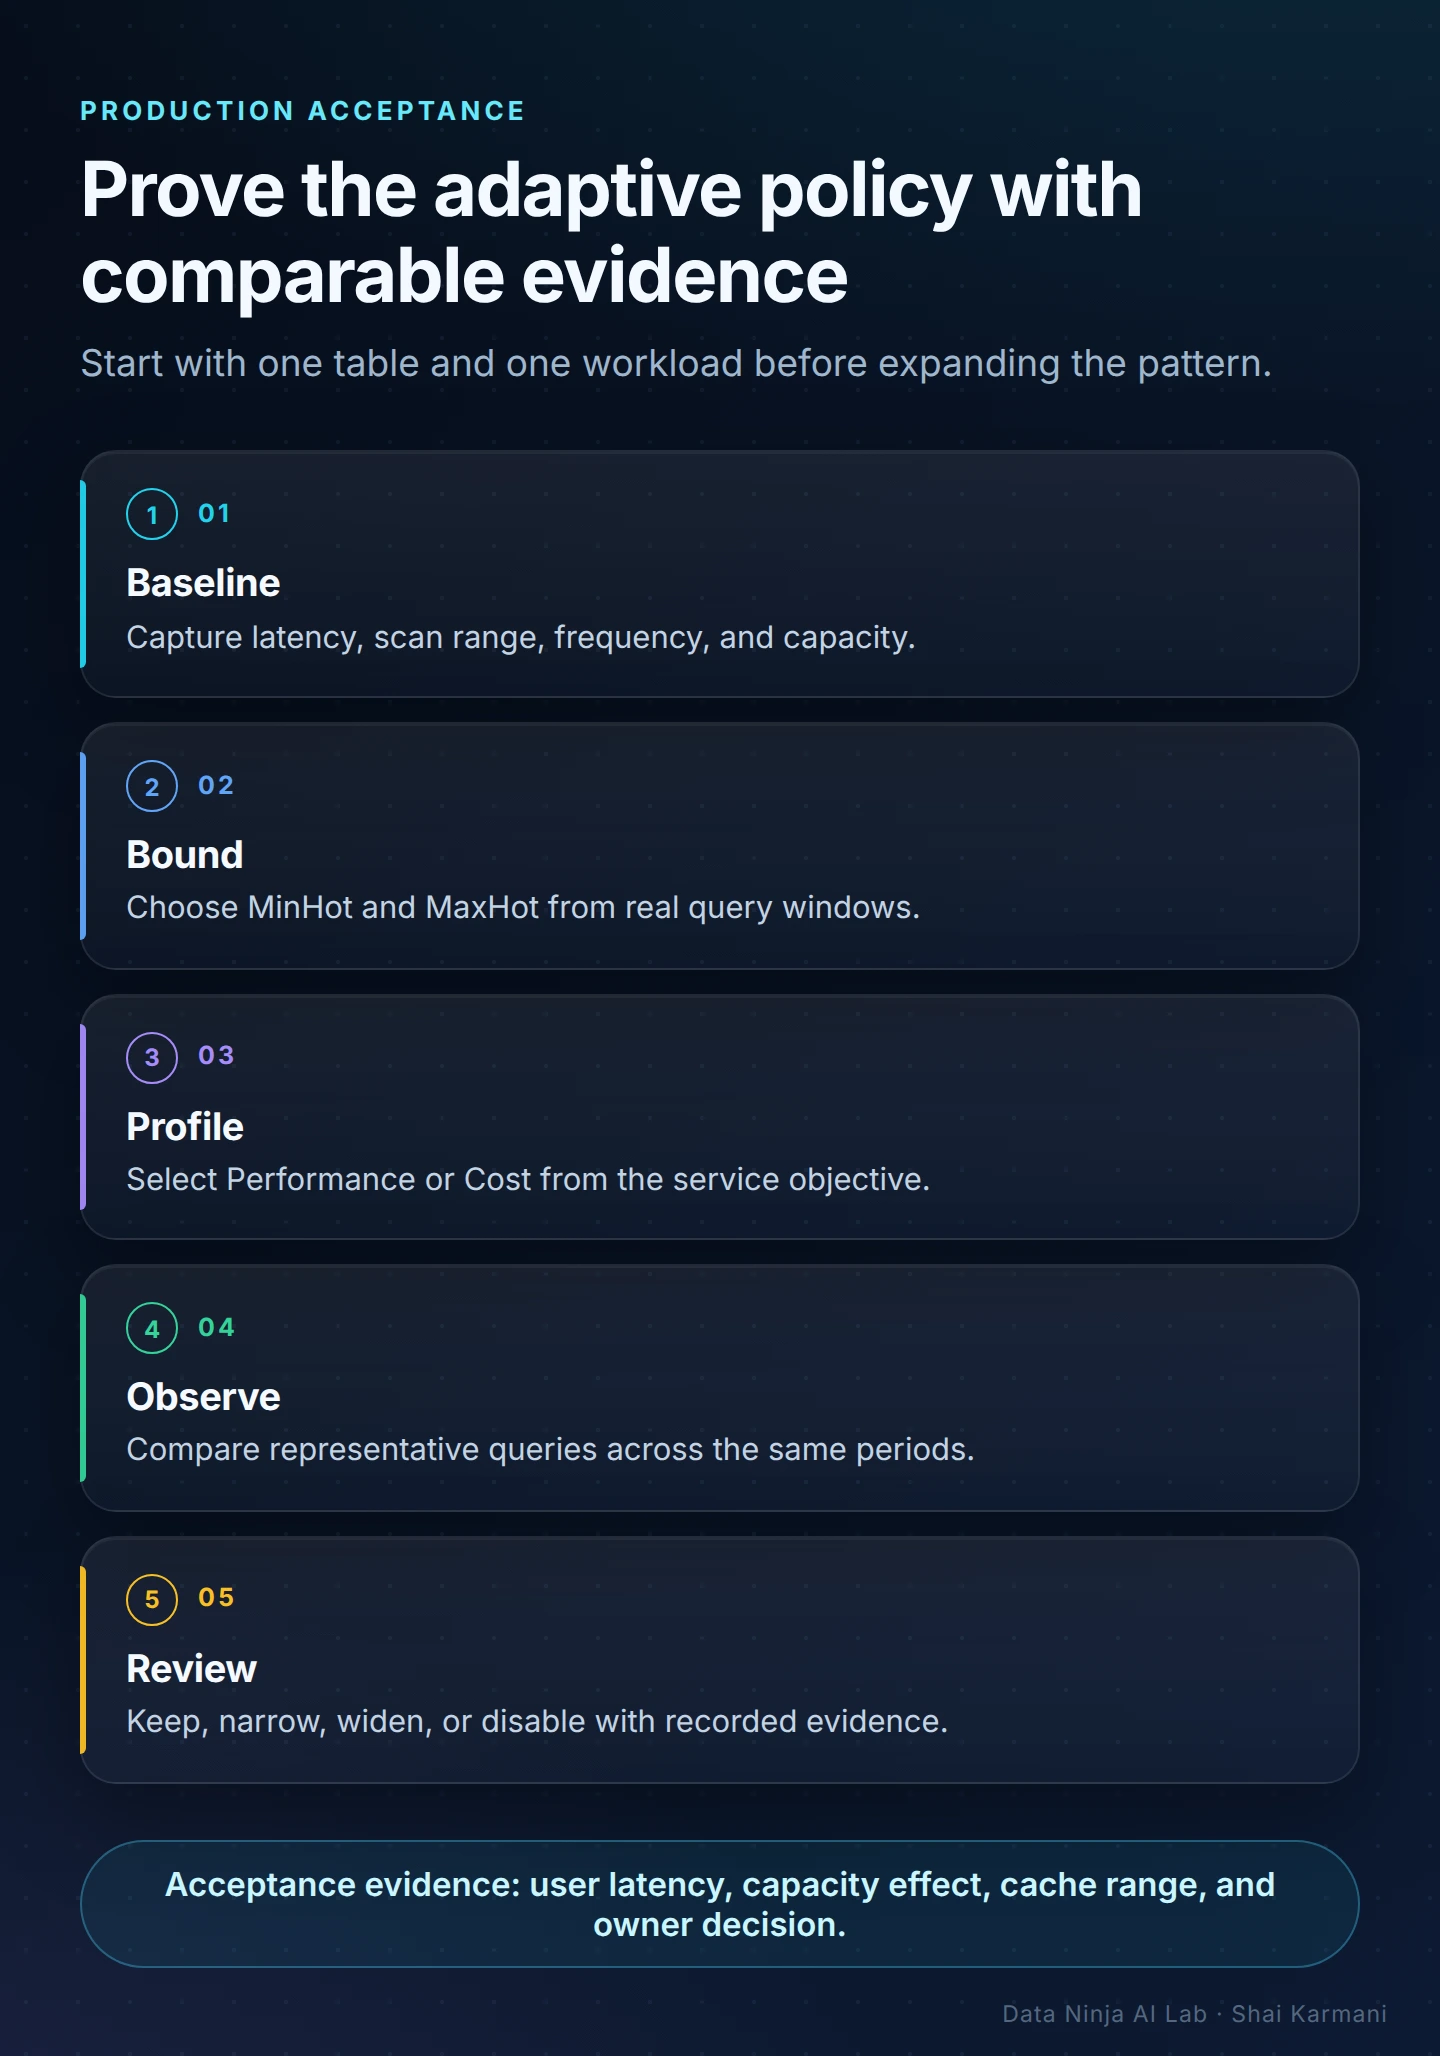 PRODUCTION ACCEPTANCE
Prove the adaptive policy with
comparable evidence
Start with one table and one workload before expanding the pattern.
1 01
Baseline
Capture latency, scan range, frequency, and capacity.
2 02
Bound
Choose MinHot and MaxHot from real query windows.
3 03
Profile
Select Performance or Cost from the service objective.
4 04
Observe
Compare representative queries across the same periods.
5 05
Review
Keep, narrow, widen, or disable with recorded evidence.
Acceptance evidence: user latency, capacity effect, cache range, and
owner decision.
Data Ninja AI Lab · Shai Karmani